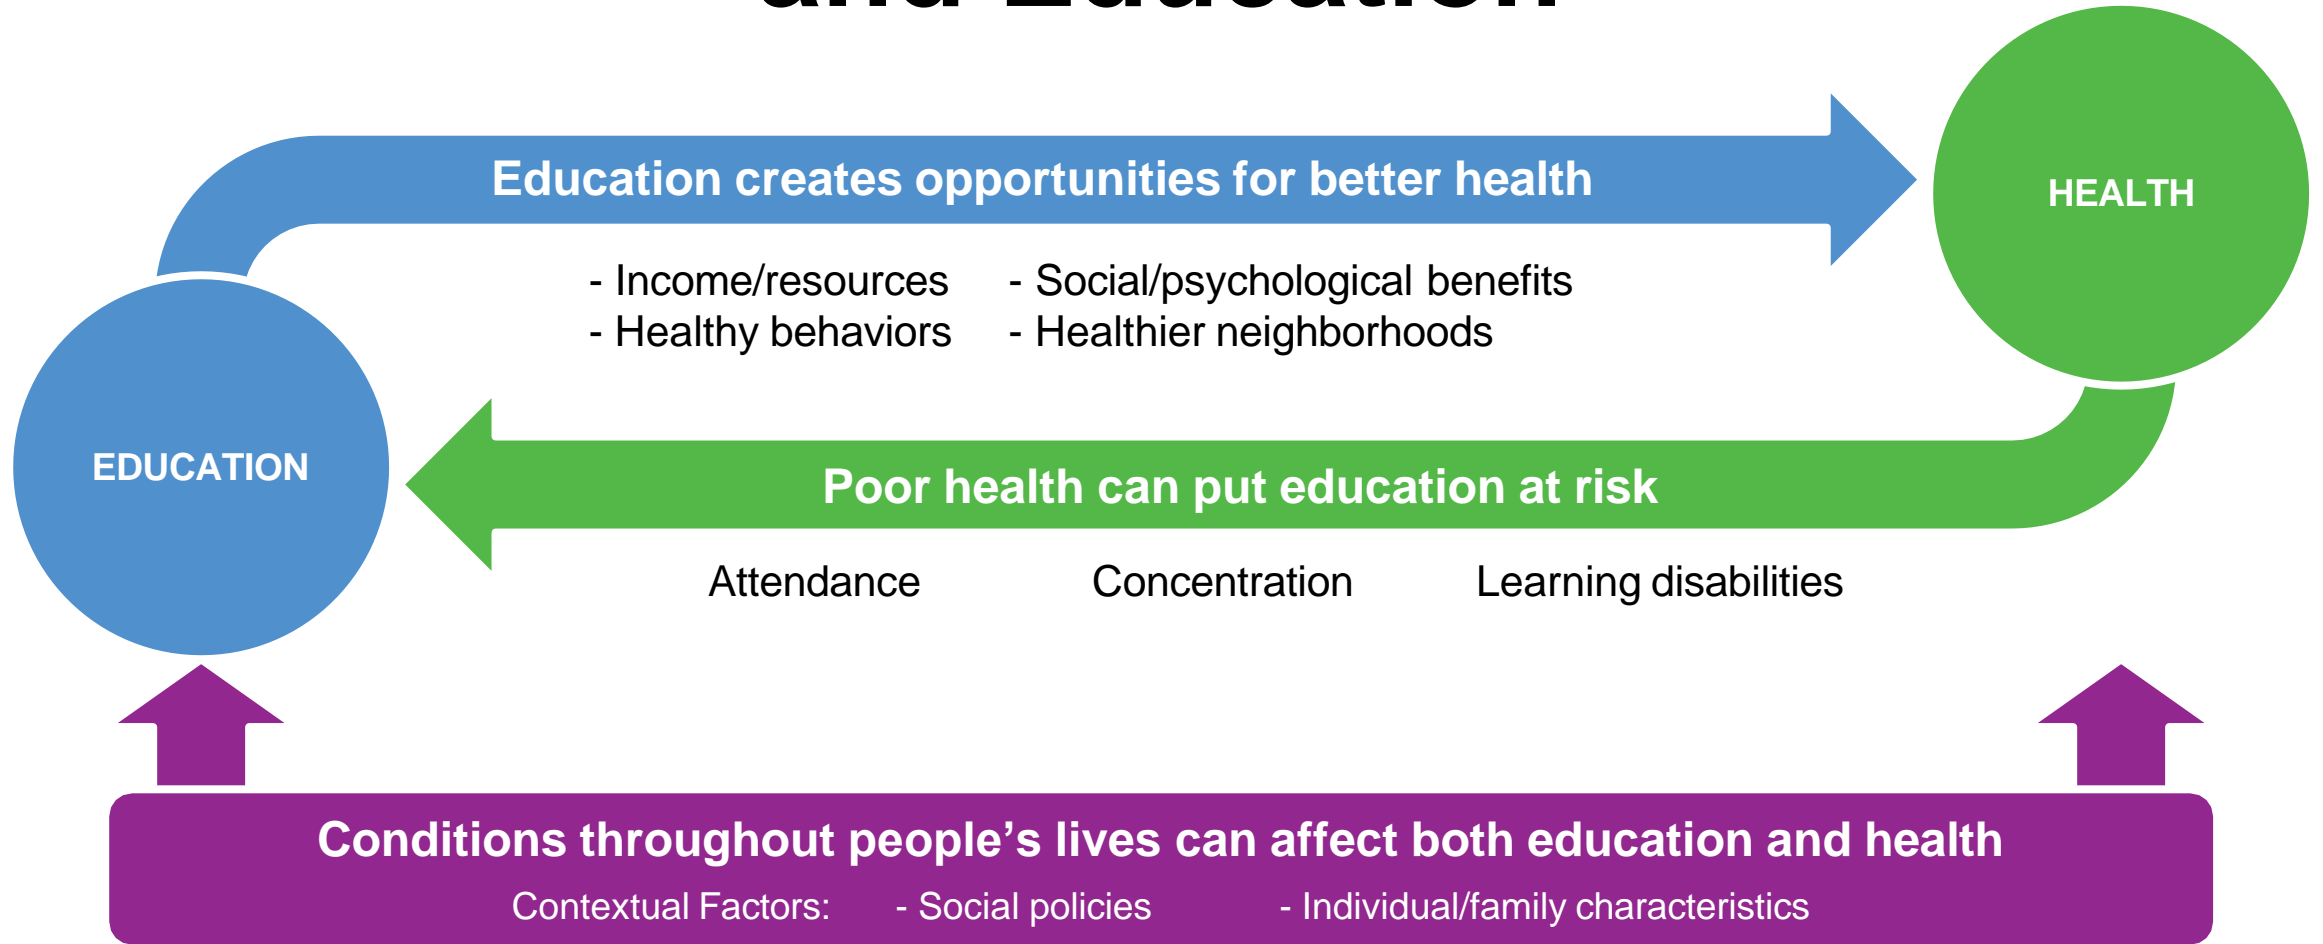 and Education
Education creates opportunities for better health
HEALTH
- Income/resources - Social/psychological benefits
- Healthy behaviors - Healthier neighborhoods
EDUCATION
Poor health can put education at risk
Attendance Concentration Learning disabilities
Conditions throughout people’s lives can affect both education and health
Contextual Factors: - Social policies - Individual/family characteristics